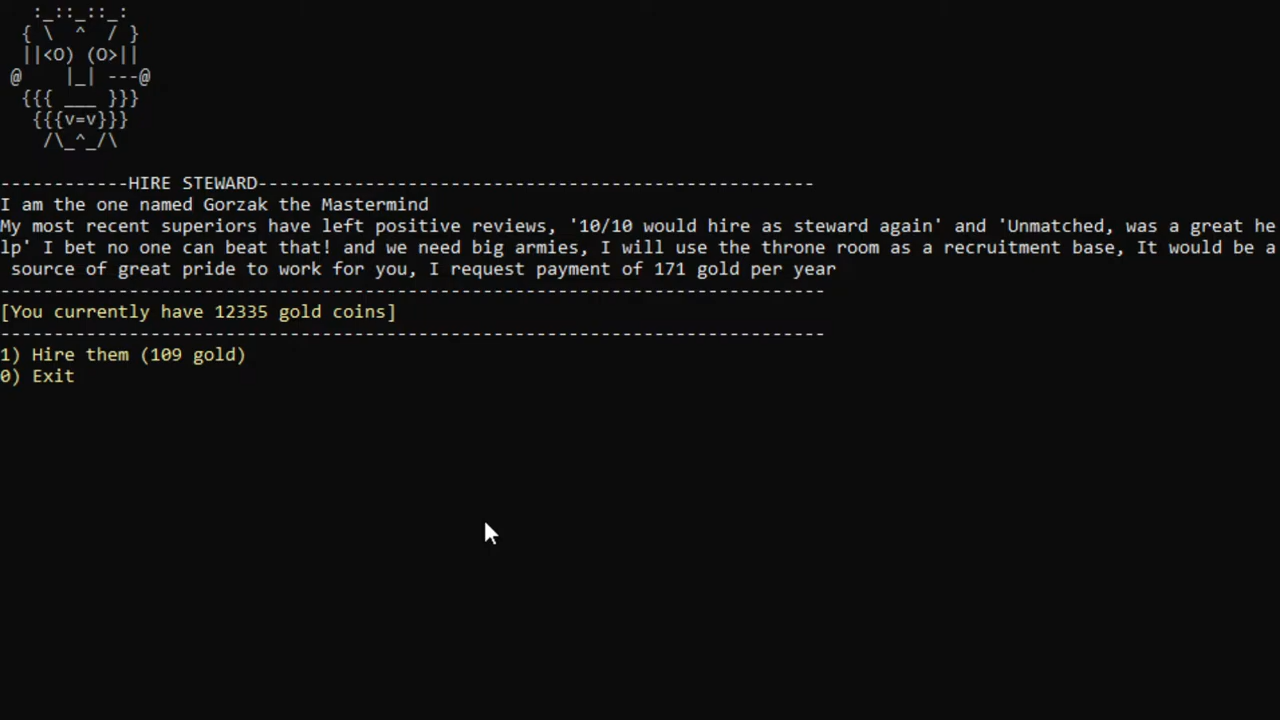 :_::_::_:
{ \ ^ / }
||<O) (O>||
@ |_| ---@
{{{ ___ }}}
{{{v=v}}}
/\_^_/\
------------HIRE STEWARD----------------------------------------------------
I am the one named Gorzak the Mastermind
My most recent superiors have left positive reviews, '10/10 would hire as steward again' and 'Unmatched, was a great he
lp' I bet no one can beat that! and we need big armies, I will use the throne room as a recruitment base, It would be a
source of great pride to work for you, I request payment of 171 gold per year
-----------------------------------------------------------------------------
[You currently have 12335 gold coins]
-----------------------------------------------------------------------------
1) Hire them (109 gold)
0) Exit